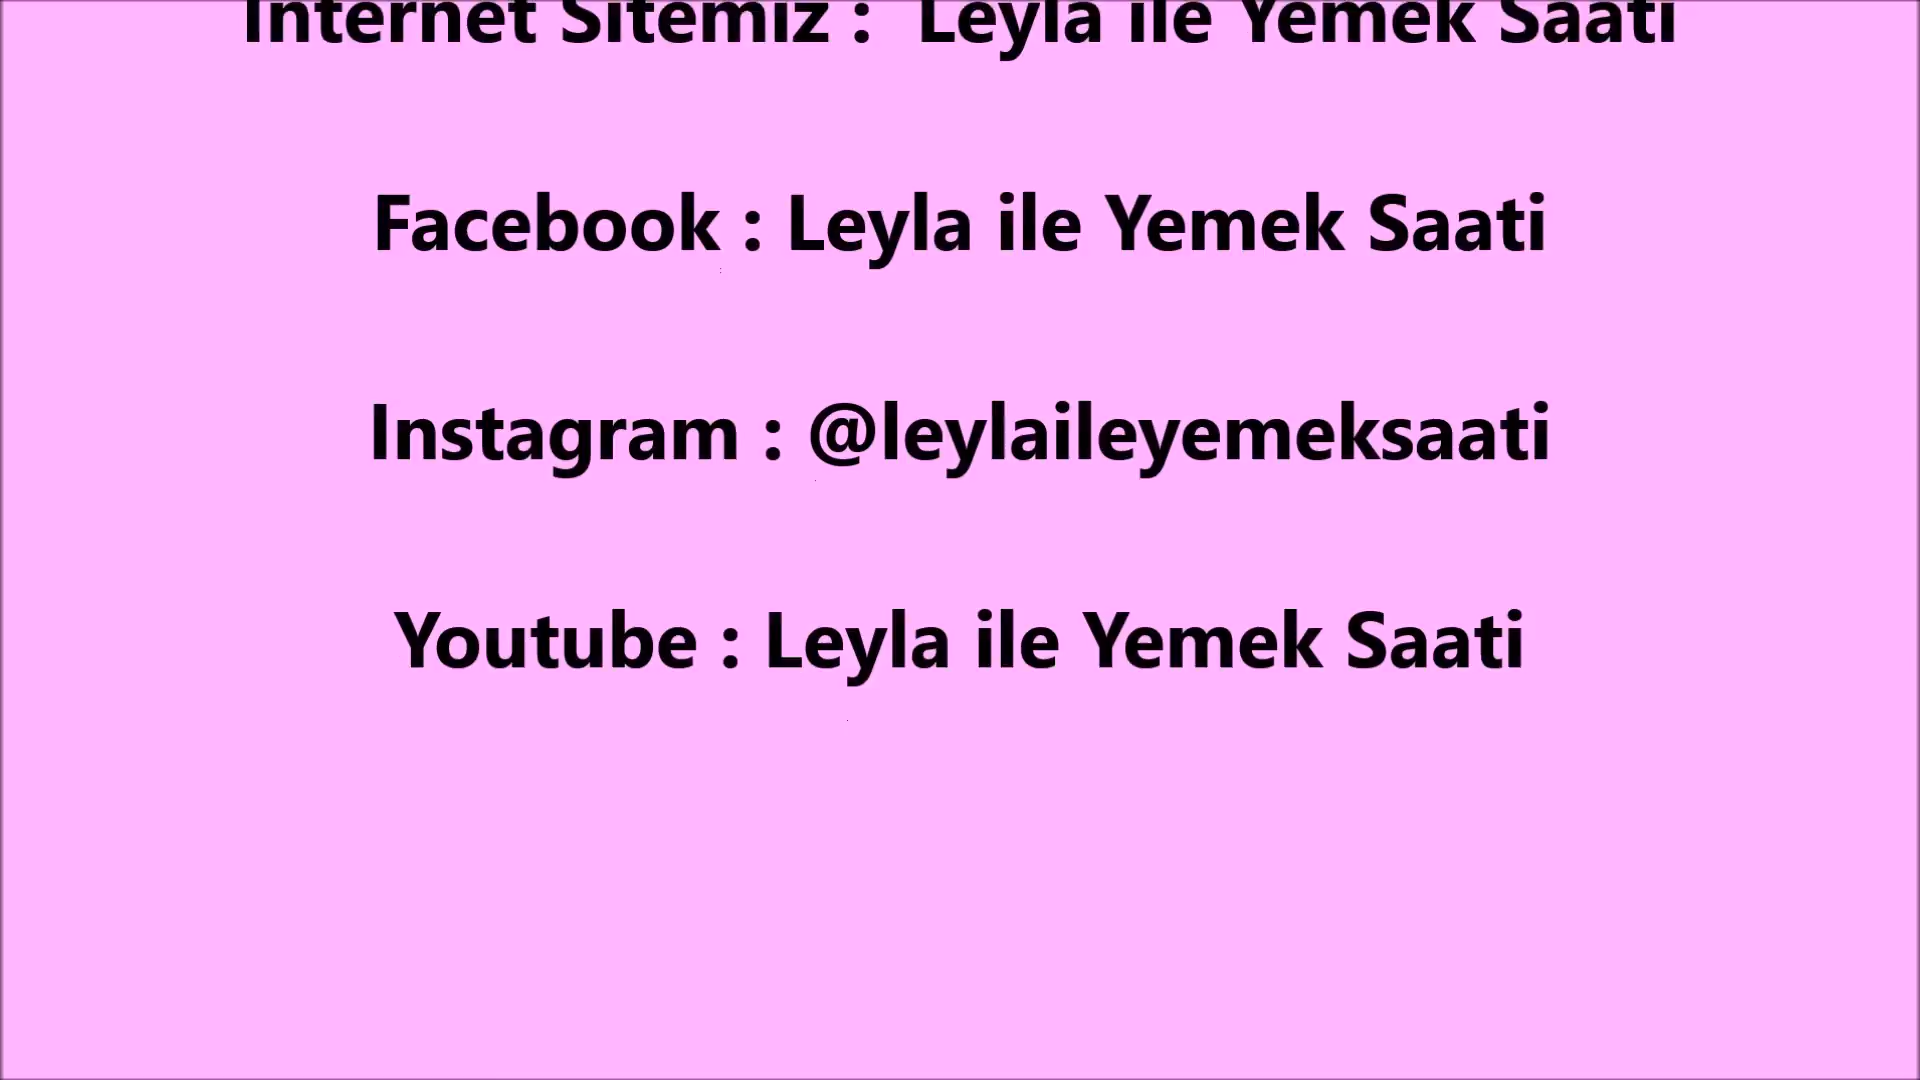 Internet Sitemiz : Leyla ile Yemek Saati
Facebook : Leyla ile Yemek Saati
Instagram : @leylaileyemeksaati
Youtube : Leyla ile Yemek Saati